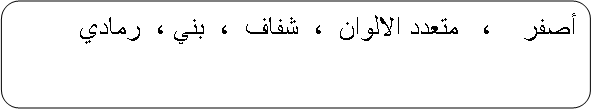 أصفر ، متعدد الالوان ، شفاف ، بني ، رمادي